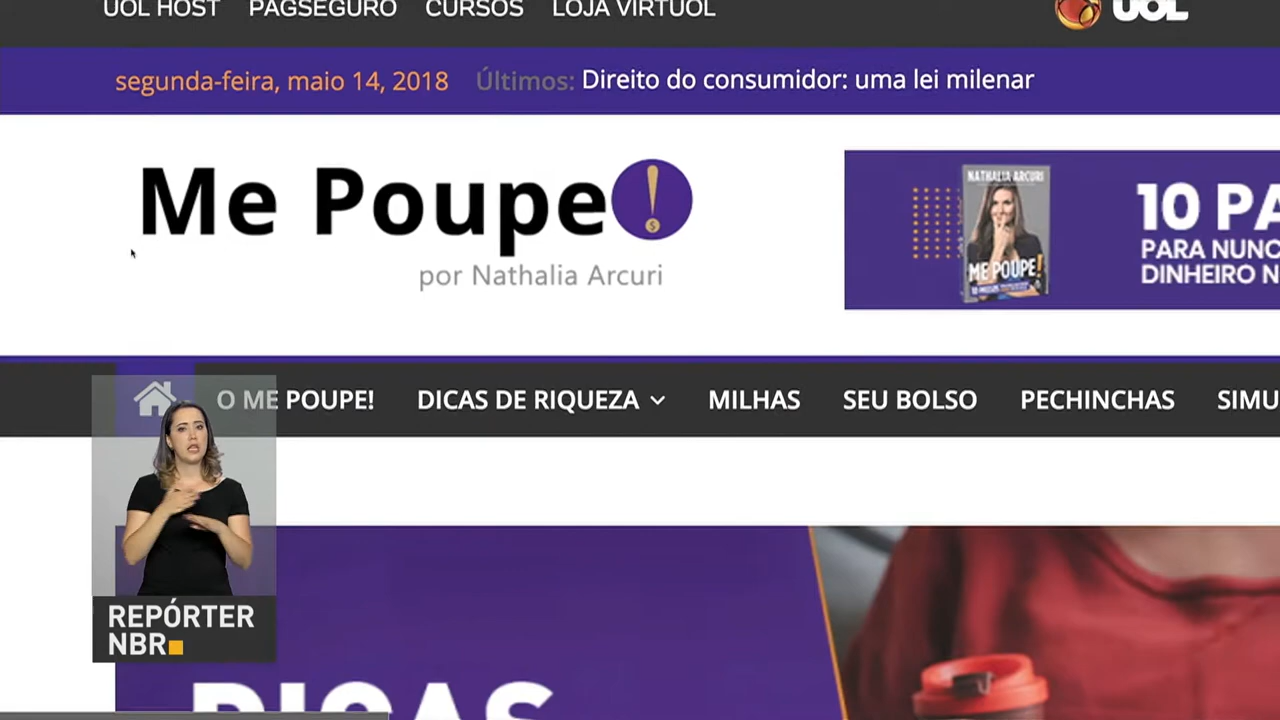 UOL HOST PAGSEGURO CURSOS LOJA VIRTUOL UOL
segunda-feira, maio 14, 2018 Últimos: Direito do consumidor: uma lei milenar
Me Poupe!
por Nathalia Arcuri
NATHALIA ARCURI
ME POUPE!
10 PA
PARA NUNC
DINHEIRO N
O ME POUPE! DICAS DE RIQUEZA MILHAS SEU BOLSO PECHINCHAS SIMU
REPÓRTER
NBR
DICAS